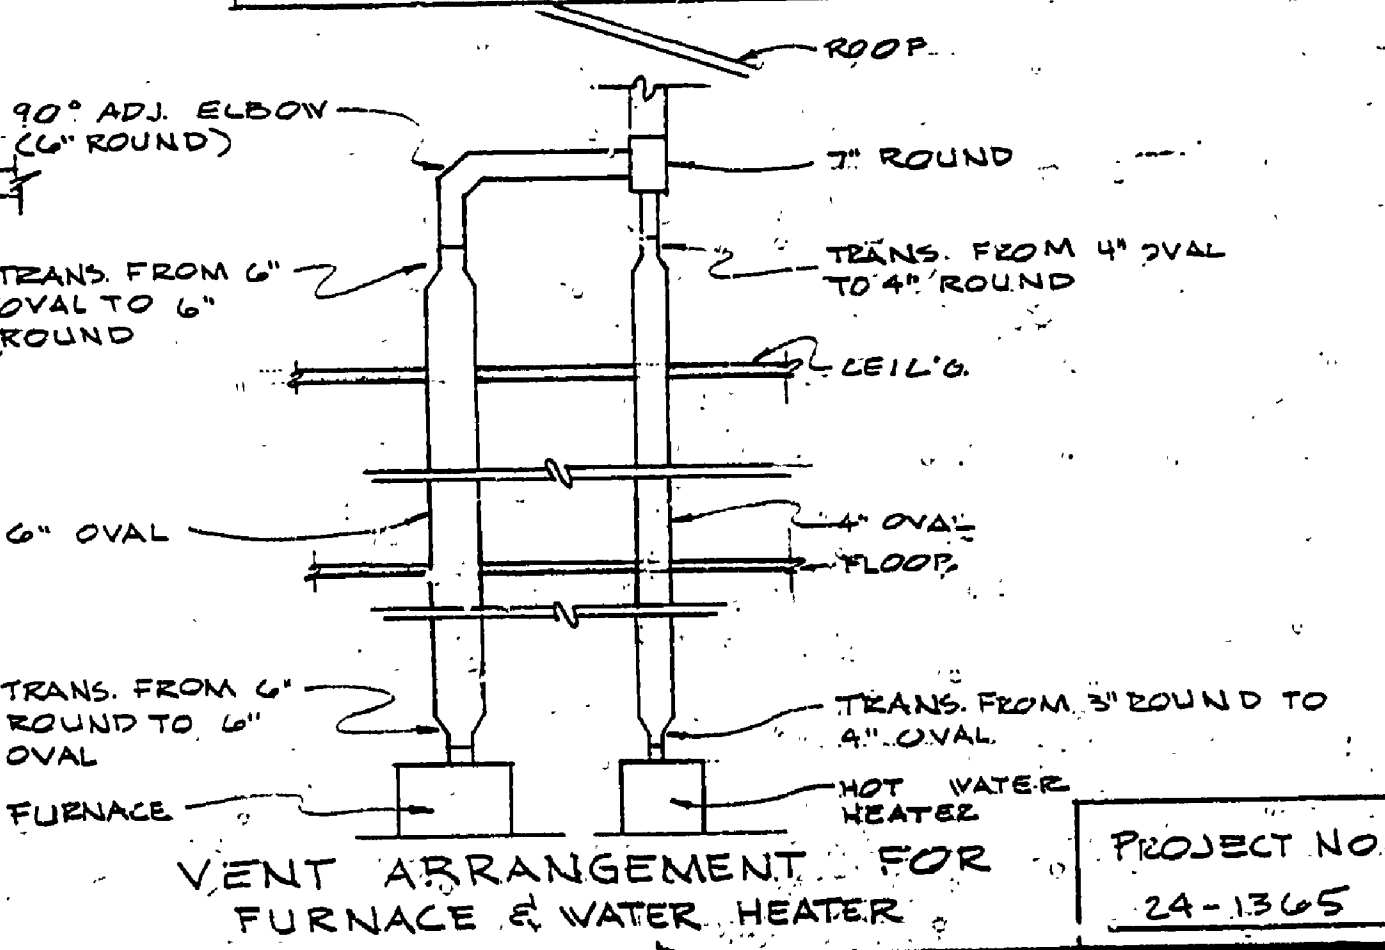 ROOF
90° ADJ. ELBOW
(6" ROUND)
7" ROUND
TRANS. FROM 6"
OVAL TO 6"
ROUND
TRANS. FROM 4" OVAL
TO 4" ROUND
CEIL'G.
6" OVAL
4" OVAL
FLOOR
TRANS. FROM 6"
ROUND TO 6"
OVAL
TRANS. FROM 3" ROUND TO
4" OVAL
FURNACE
HOT WATER
HEATER
VENT ARRANGEMENT FOR
FURNACE & WATER HEATER
PROJECT NO.
24-1365